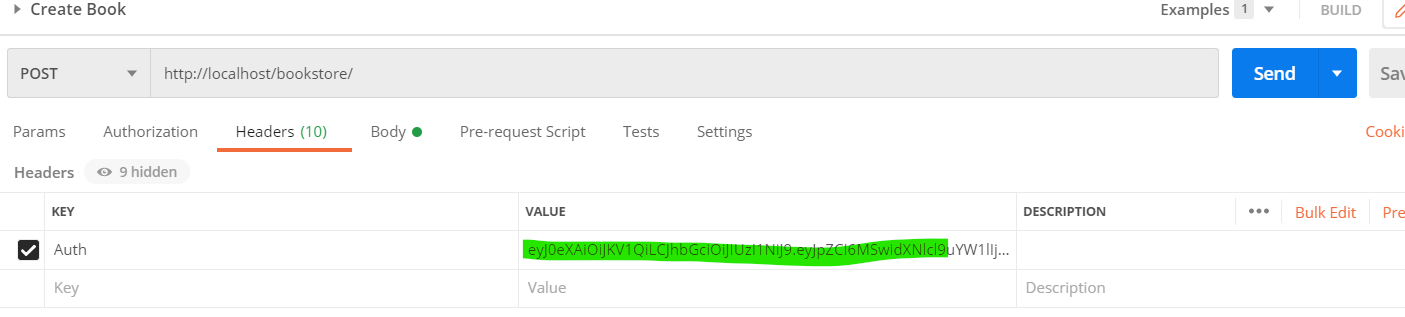 Create Book Examples 1 BUILD
POST http://localhost/bookstore/ Send Sav
Params Authorization Headers (10) Body Pre-request Script Tests Settings Cooki
Headers 9 hidden
KEY VALUE DESCRIPTION ••• Bulk Edit Pre
Auth eyJ0eXAiOiJKV1QiLCJhbGciOiJIUzI1NiJ9.eyJpZCI6MSwidXNlcl9uYW1lIj...
Key Value Description